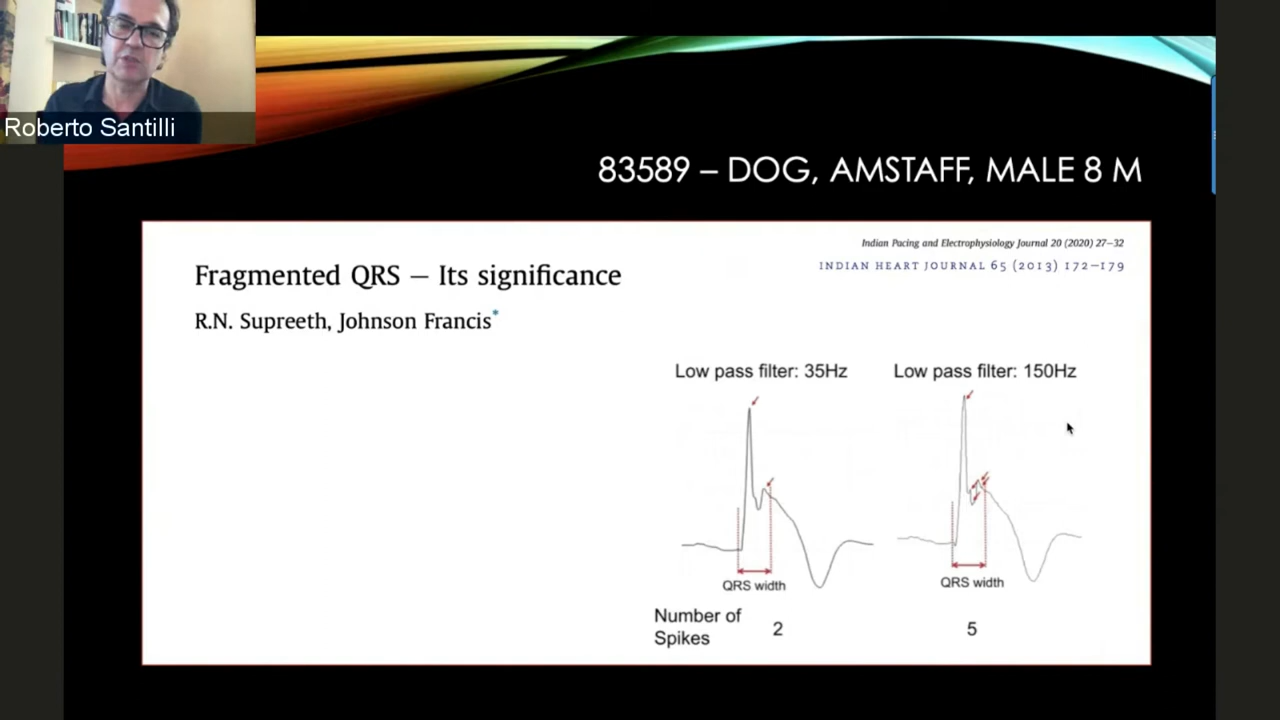 Roberto Santilli
83589 – DOG, AMSTAFF, MALE 8 M
Indian Pacing and Electrophysiology Journal 20 (2020) 27–32
INDIAN HEART JOURNAL 65 (2013) 172–179
Fragmented QRS – Its significance
R.N. Supreeth, Johnson Francis*
Low pass filter: 35Hz
Low pass filter: 150Hz
QRS width
QRS width
Number of
Spikes
2
5